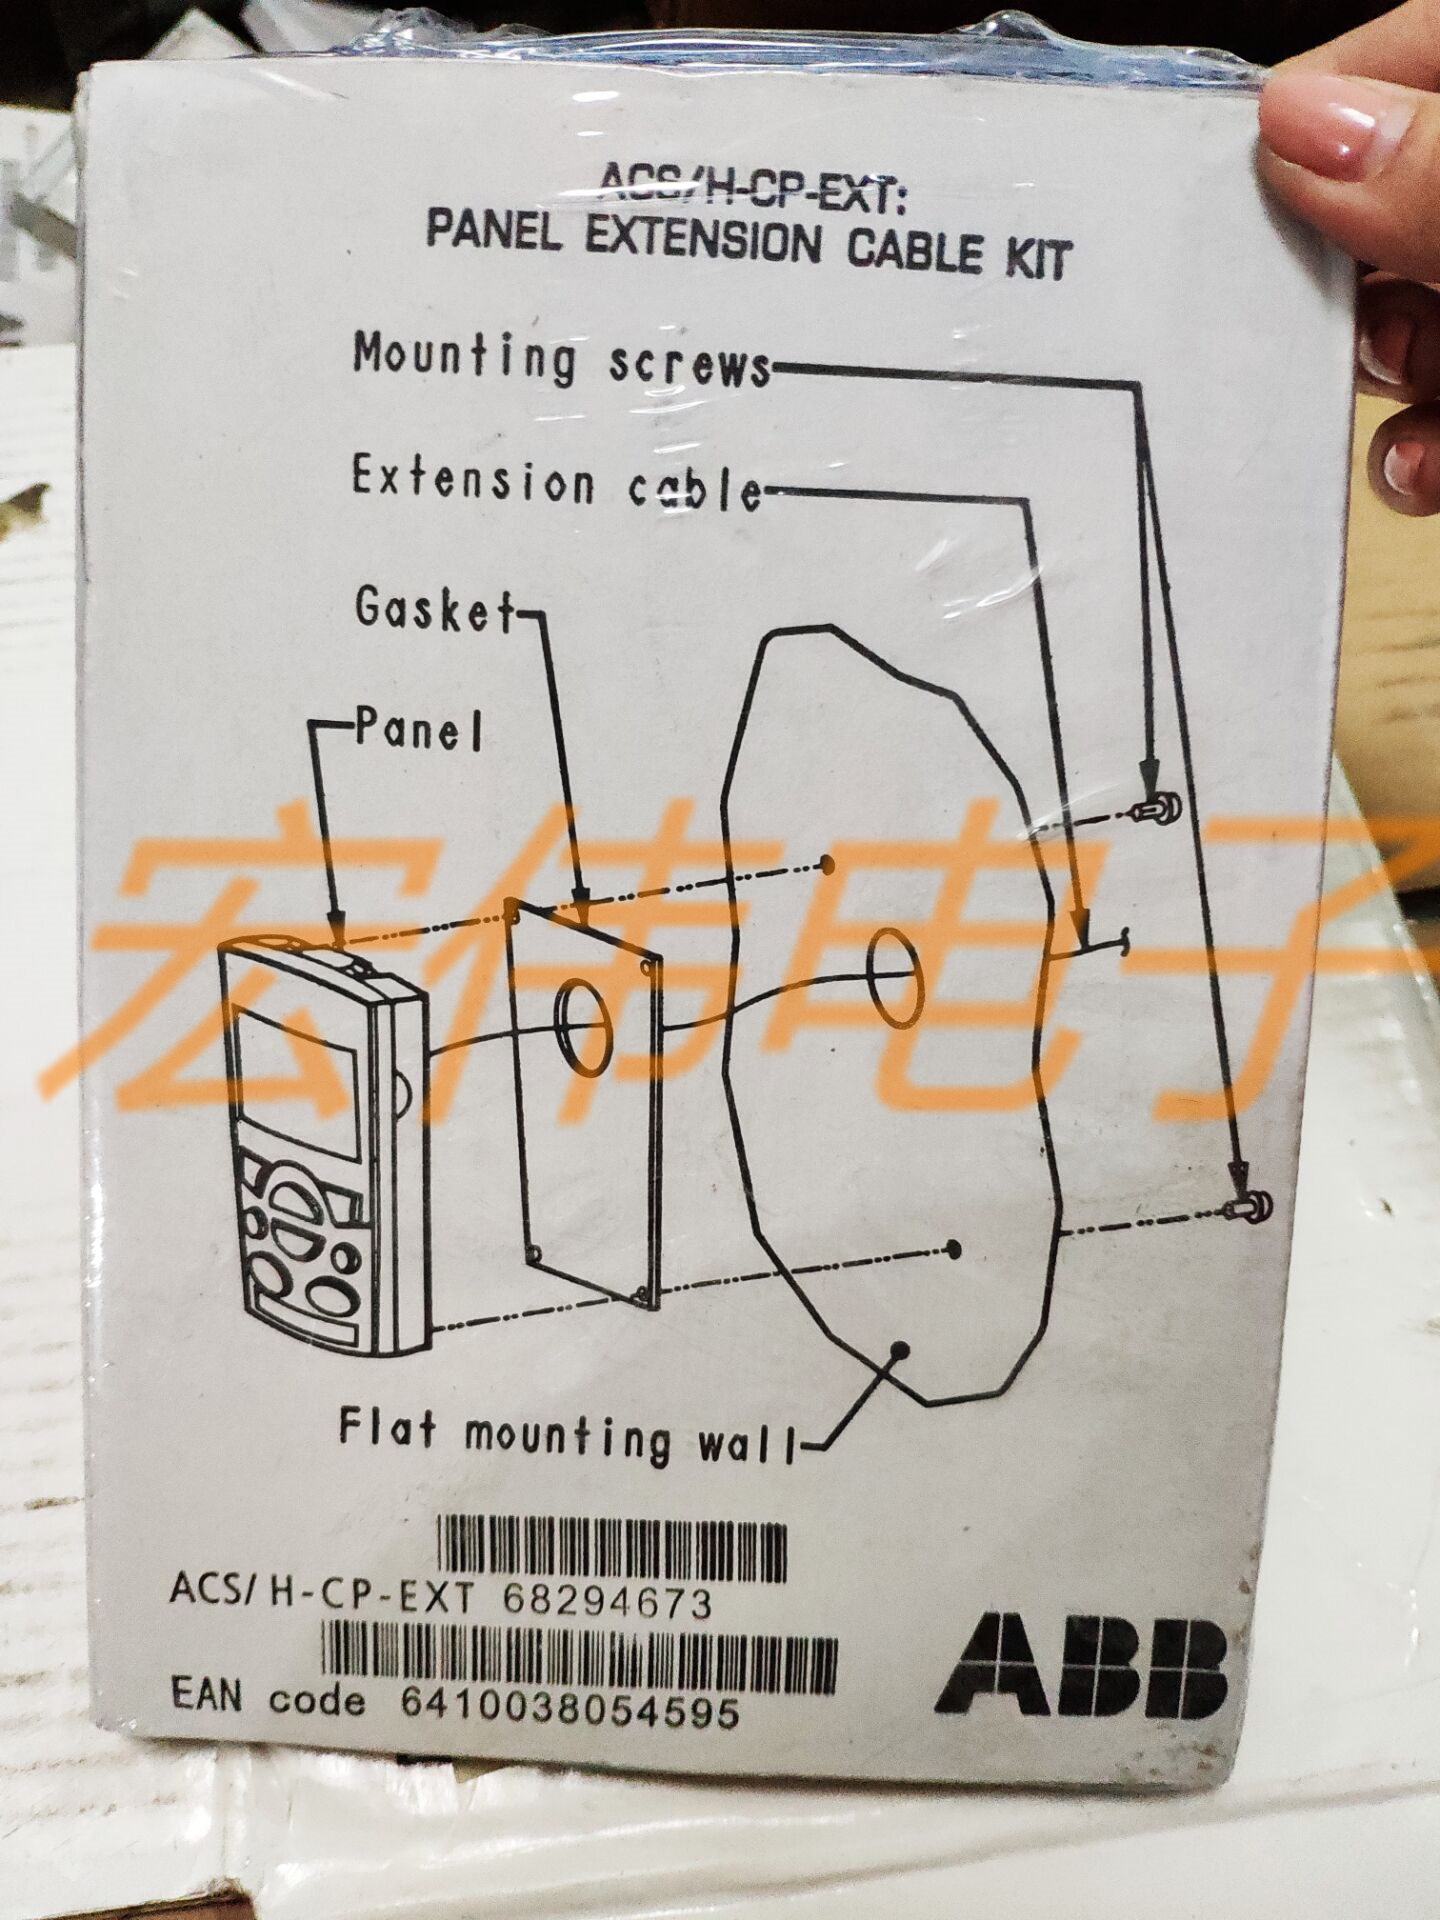 ACS/H-CP-EXT:
PANEL EXTENSION CABLE KIT
Mounting screws
Extension cable
Gasket
Panel
宏伟电子
Flat mounting wall
ACS/H-CP-EXT 68294673
EAN code 6410038054595
ABB